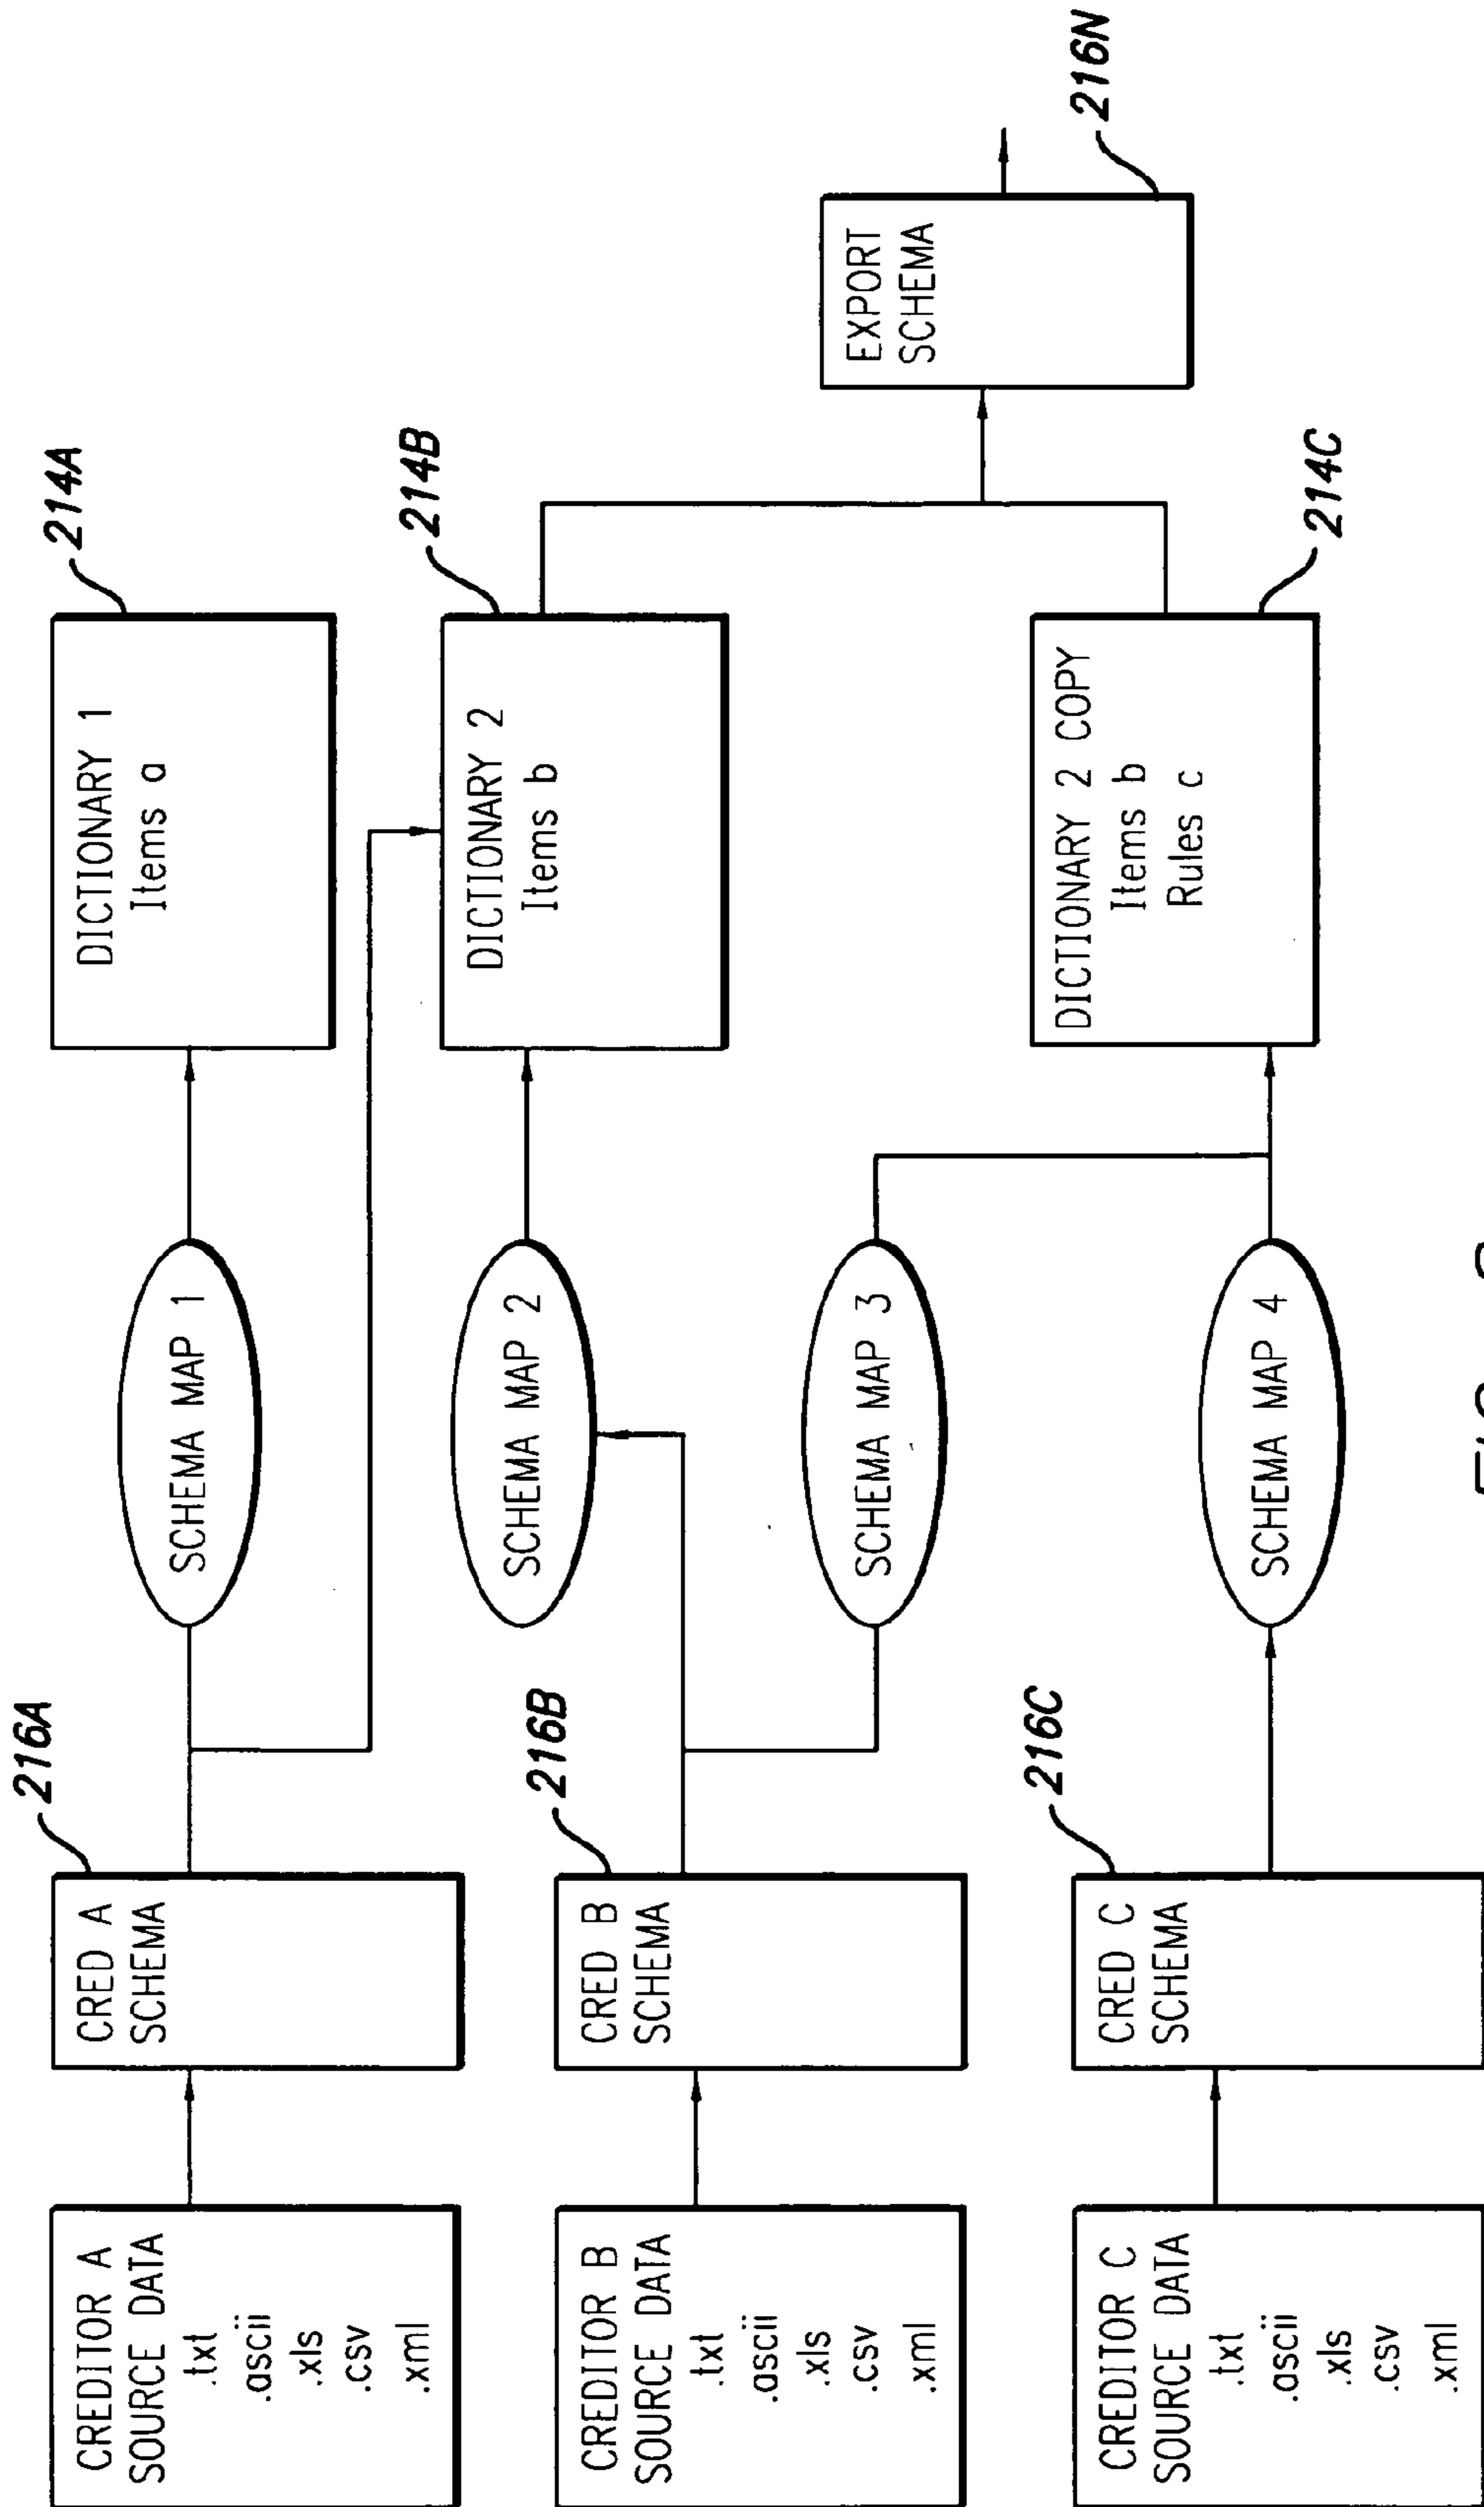 CREDITOR A
SOURCE DATA
.txt
.ascii
.xls
.csv
.xml
216A
CRED A
SCHEMA
SCHEMA MAP 1
214A
DICTIONARY 1
Items a
CREDITOR B
SOURCE DATA
.txt
.ascii
.xls
.csv
.xml
216B
CRED B
SCHEMA
SCHEMA MAP 2
214B
DICTIONARY 2
Items b
SCHEMA MAP 3
CREDITOR C
SOURCE DATA
.txt
.ascii
.xls
.csv
.xml
216C
CRED C
SCHEMA
SCHEMA MAP 4
DICTIONARY 2 COPY
Items b
Rules c
214C
EXPORT
SCHEMA
216N